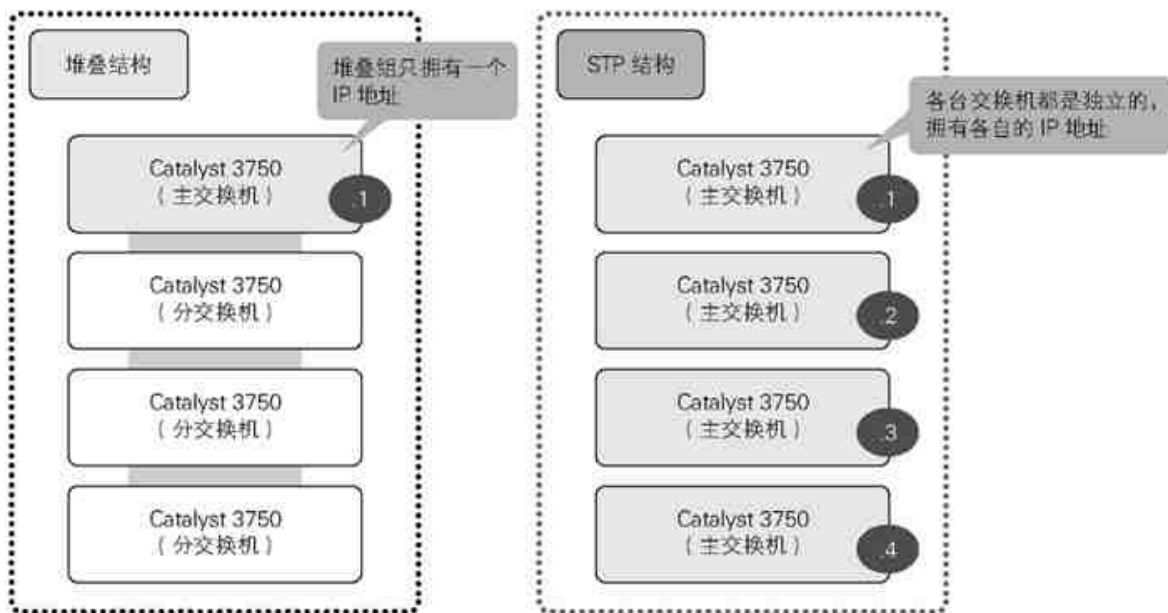 堆叠结构
堆叠组只拥有一个
IP 地址
Catalyst 3750
（主交换机）
.1
Catalyst 3750
（分交换机）
Catalyst 3750
（分交换机）
Catalyst 3750
（分交换机）
STP 结构
各台交换机都是独立的，
拥有各自的 IP 地址
Catalyst 3750
（主交换机）
.1
Catalyst 3750
（主交换机）
.2
Catalyst 3750
（主交换机）
.3
Catalyst 3750
（主交换机）
.4